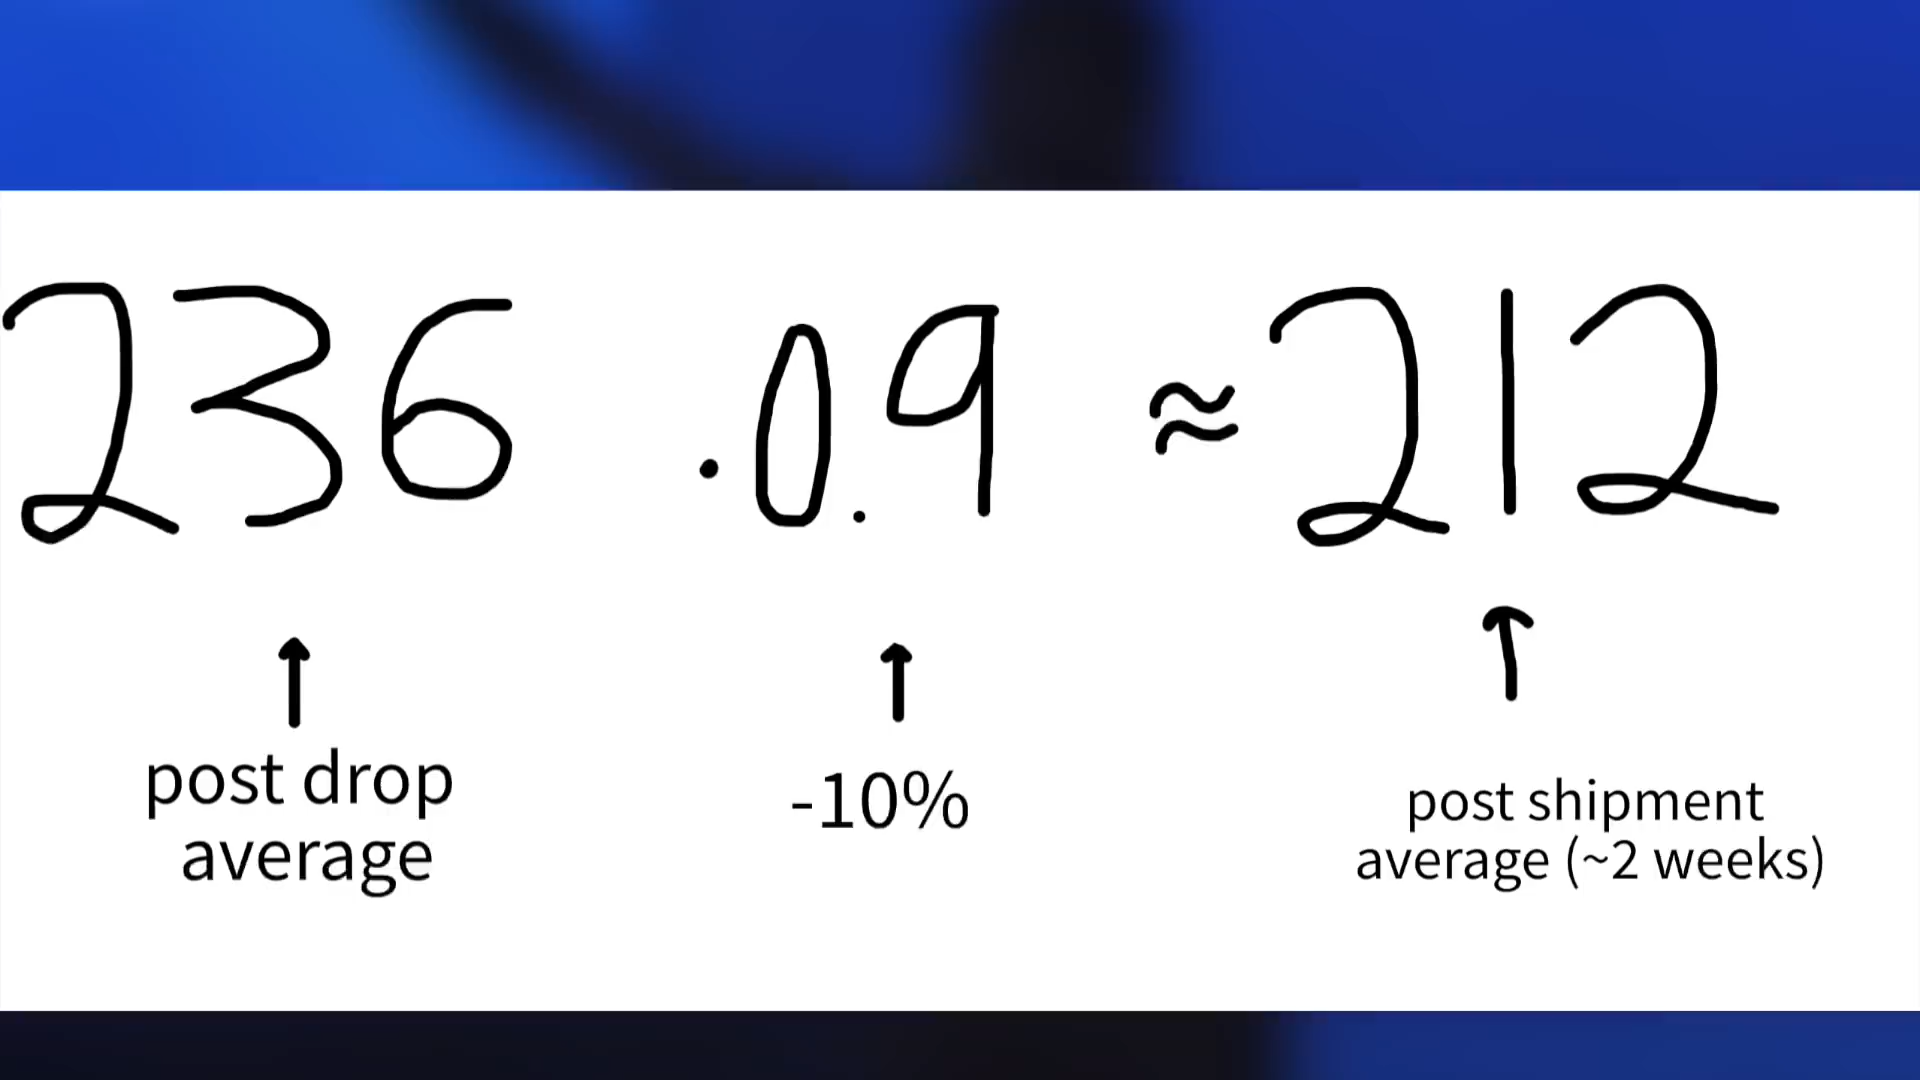 236 · 0.9 ≈ 212
↑ ↑ ↑
post drop
average
-10%
post shipment
average (~2 weeks)